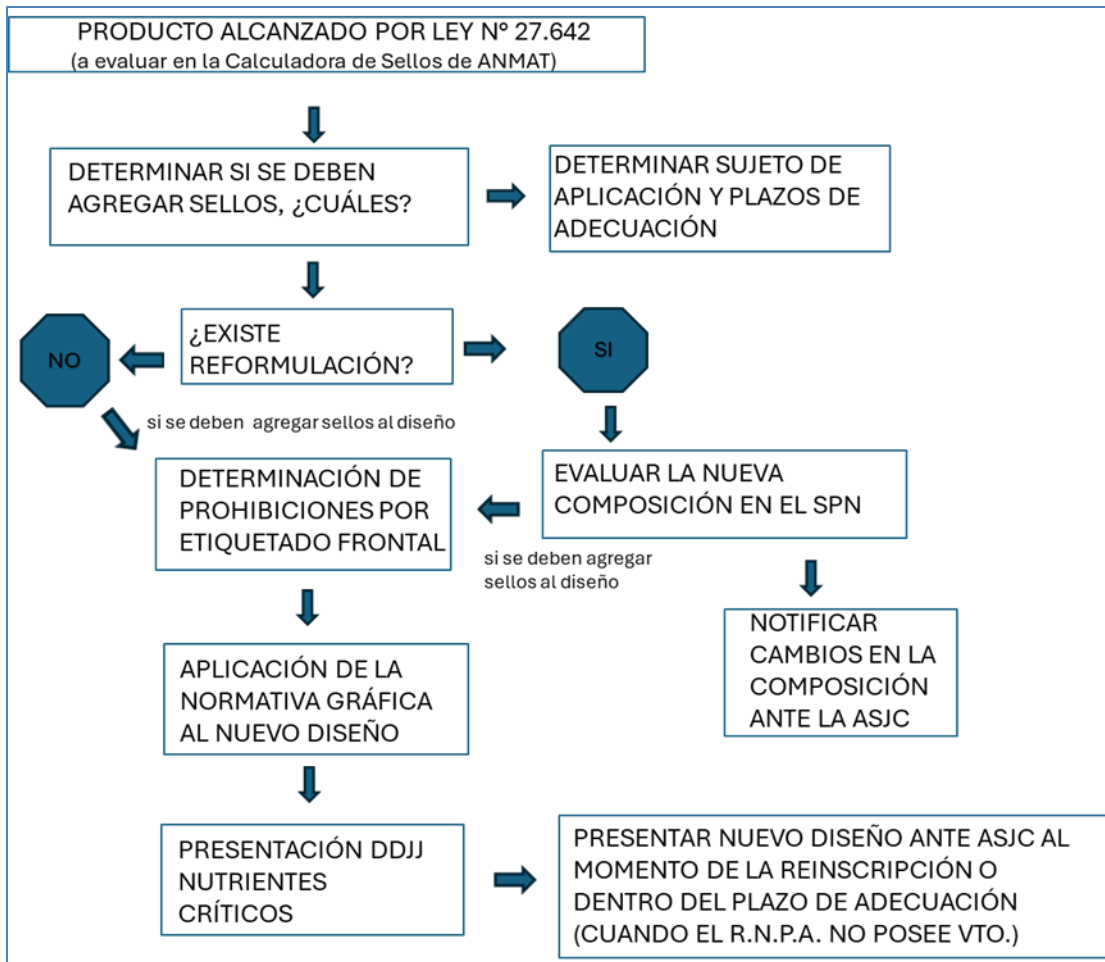 PRODUCTO ALCANZADO POR LEY N° 27.642
(a evaluar en la Calculadora de Sellos de ANMAT)
DETERMINAR SI SE DEBEN
AGREGAR SELLOS, ¿CUÁLES?
DETERMINAR SUJETO DE
APLICACIÓN Y PLAZOS DE
ADECUACIÓN
¿EXISTE
REFORMULACIÓN?
NO
SI
si se deben agregar sellos al diseño
DETERMINACIÓN DE
PROHIBICIONES POR
ETIQUETADO FRONTAL
EVALUAR LA NUEVA
COMPOSICIÓN EN EL SPN
si se deben agregar
sellos al diseño
NOTIFICAR
CAMBIOS EN LA
COMPOSICIÓN
ANTE LA ASJC
APLICACIÓN DE LA
NORMATIVA GRÁFICA
AL NUEVO DISEÑO
PRESENTACIÓN DDJJ
NUTRIENTES
CRÍTICOS
PRESENTAR NUEVO DISEÑO ANTE ASJC AL
MOMENTO DE LA REINSCRIPCIÓN O
DENTRO DEL PLAZO DE ADECUACIÓN
(CUANDO EL R.N.P.A. NO POSEE VTO.)